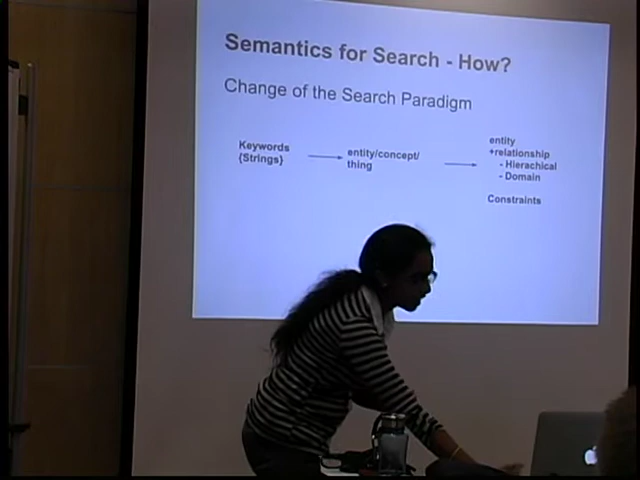 Semantics for Search - How?
Change of the Search Paradigm
Keywords
{Strings}
entity/concept/
thing
entity
+relationship
- Hierachical
- Domain
Constraints